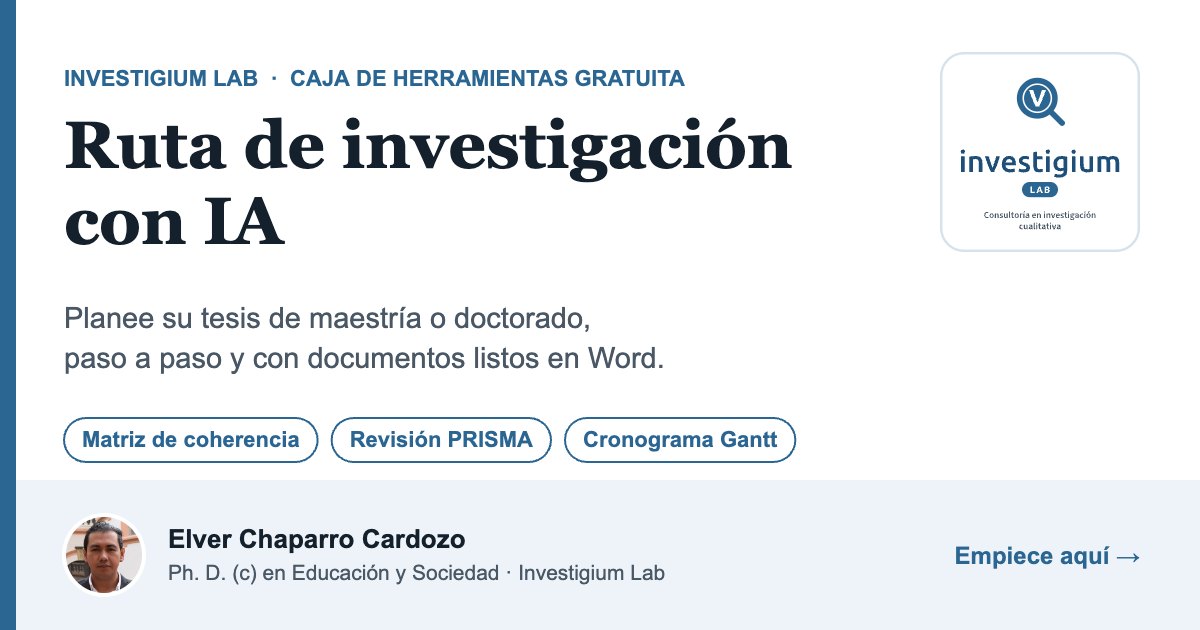 INVESTIGIUM LAB · CAJA DE HERRAMIENTAS GRATUITA
Ruta de investigación
con IA
V
investigium
LAB
Consultoría en investigación
cualitativa
Planee su tesis de maestría o doctorado,
paso a paso y con documentos listos en Word.
Matriz de coherencia
Revisión PRISMA
Cronograma Gantt
Elver Chaparro Cardozo
Ph. D. (c) en Educación y Sociedad · Investigium Lab
Empiece aquí →